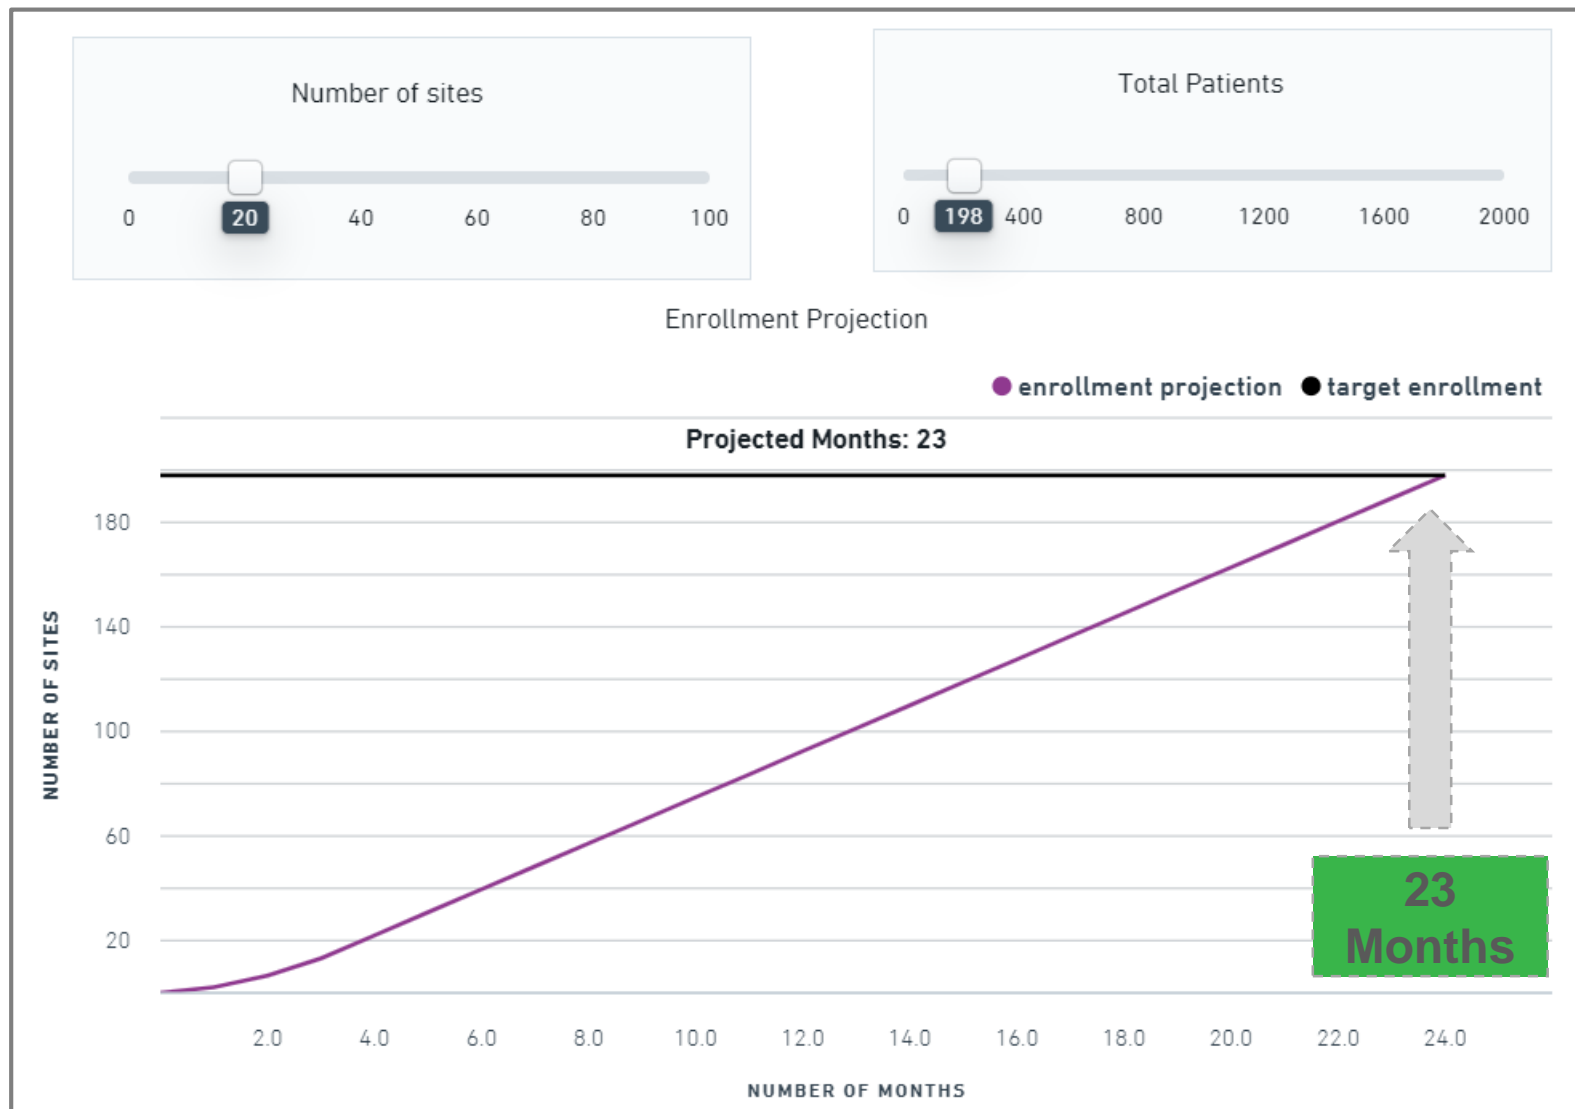 Number of sites
0 20 40 60 80 100
Total Patients
0 198 400 800 1200 1600 2000
Enrollment Projection
enrollment projection target enrollment
Projected Months: 23
180
140
100
60
20
NUMBER OF SITES
23
Months
2.0 4.0 6.0 8.0 10.0 12.0 14.0 16.0 18.0 20.0 22.0 24.0
NUMBER OF MONTHS